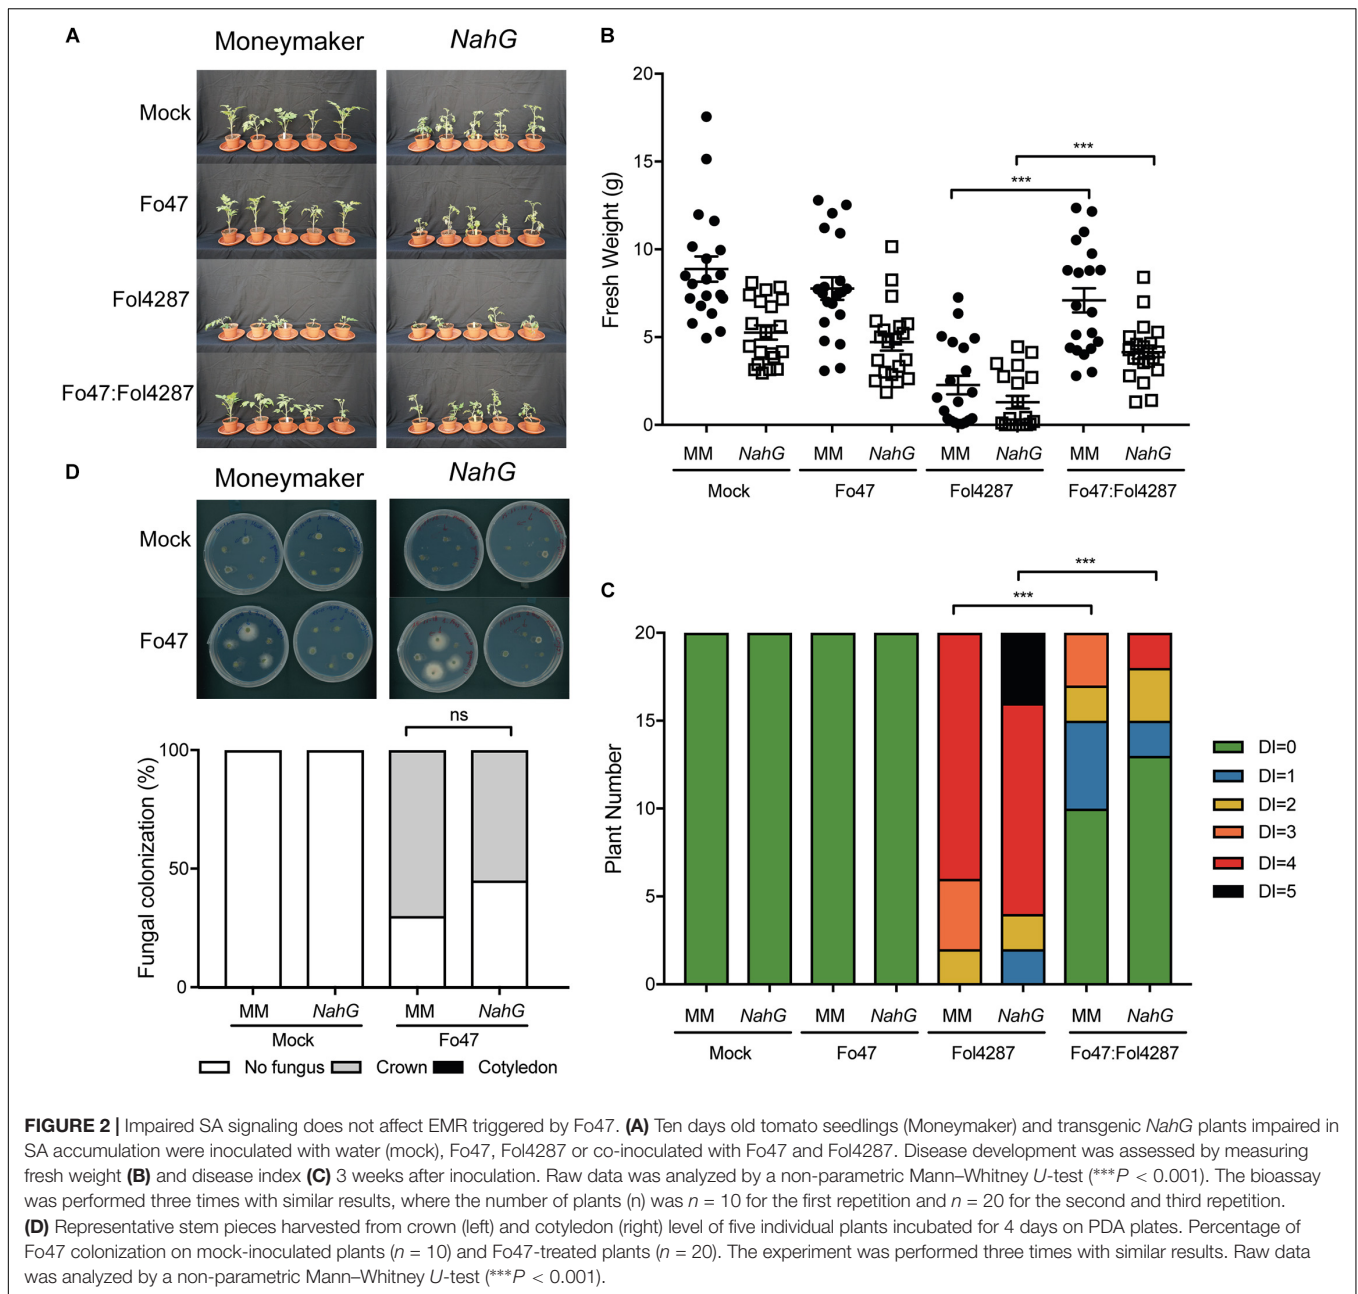 A
Moneymaker
NahG
Mock
Fo47
Fol4287
Fo47:Fol4287
B
20
15
10
5
0
Fresh Weight (g)
***
***
MM
NahG
MM
NahG
MM
NahG
MM
NahG
Mock
Fo47
Fol4287
Fo47:Fol4287
D
Moneymaker
NahG
Mock
Fo47
ns
100
50
0
Fungal colonization (%)
MM
NahG
MM
NahG
Mock
Fo47
No fungus
Crown
Cotyledon
C
***
***
20
15
10
5
0
Plant Number
DI=0
DI=1
DI=2
DI=3
DI=4
DI=5
MM
NahG
MM
NahG
MM
NahG
MM
NahG
Mock
Fo47
Fol4287
Fo47:Fol4287
FIGURE 2 | Impaired SA signaling does not affect EMR triggered by Fo47. (A) Ten days old tomato seedlings (Moneymaker) and transgenic NahG plants impaired in
SA accumulation were inoculated with water (mock), Fo47, Fol4287 or co-inoculated with Fo47 and Fol4287. Disease development was assessed by measuring
fresh weight (B) and disease index (C) 3 weeks after inoculation. Raw data was analyzed by a non-parametric Mann–Whitney U-test (***P < 0.001). The bioassay
was performed three times with similar results, where the number of plants (n) was n = 10 for the first repetition and n = 20 for the second and third repetition.
(D) Representative stem pieces harvested from crown (left) and cotyledon (right) level of five individual plants incubated for 4 days on PDA plates. Percentage of
Fo47 colonization on mock-inoculated plants (n = 10) and Fo47-treated plants (n = 20). The experiment was performed three times with similar results. Raw data
was analyzed by a non-parametric Mann–Whitney U-test (***P < 0.001).